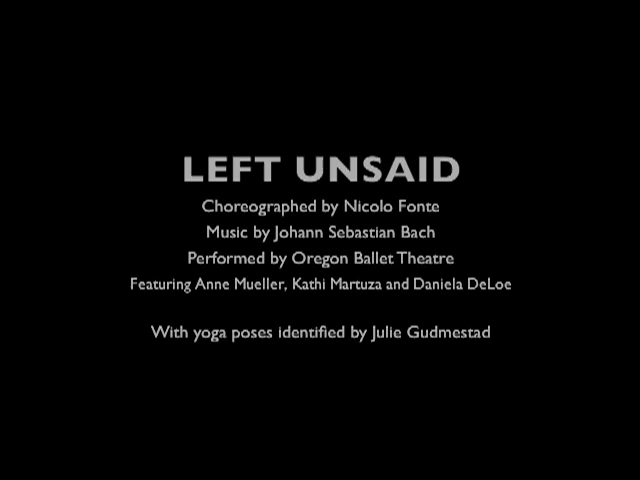 LEFT UNSAID
Choreographed by Nicolo Fonte
Music by Johann Sebastian Bach
Performed by Oregon Ballet Theatre
Featuring Anne Mueller, Kathi Martuza and Daniela DeLoe
With yoga poses identified by Julie Gudmestad